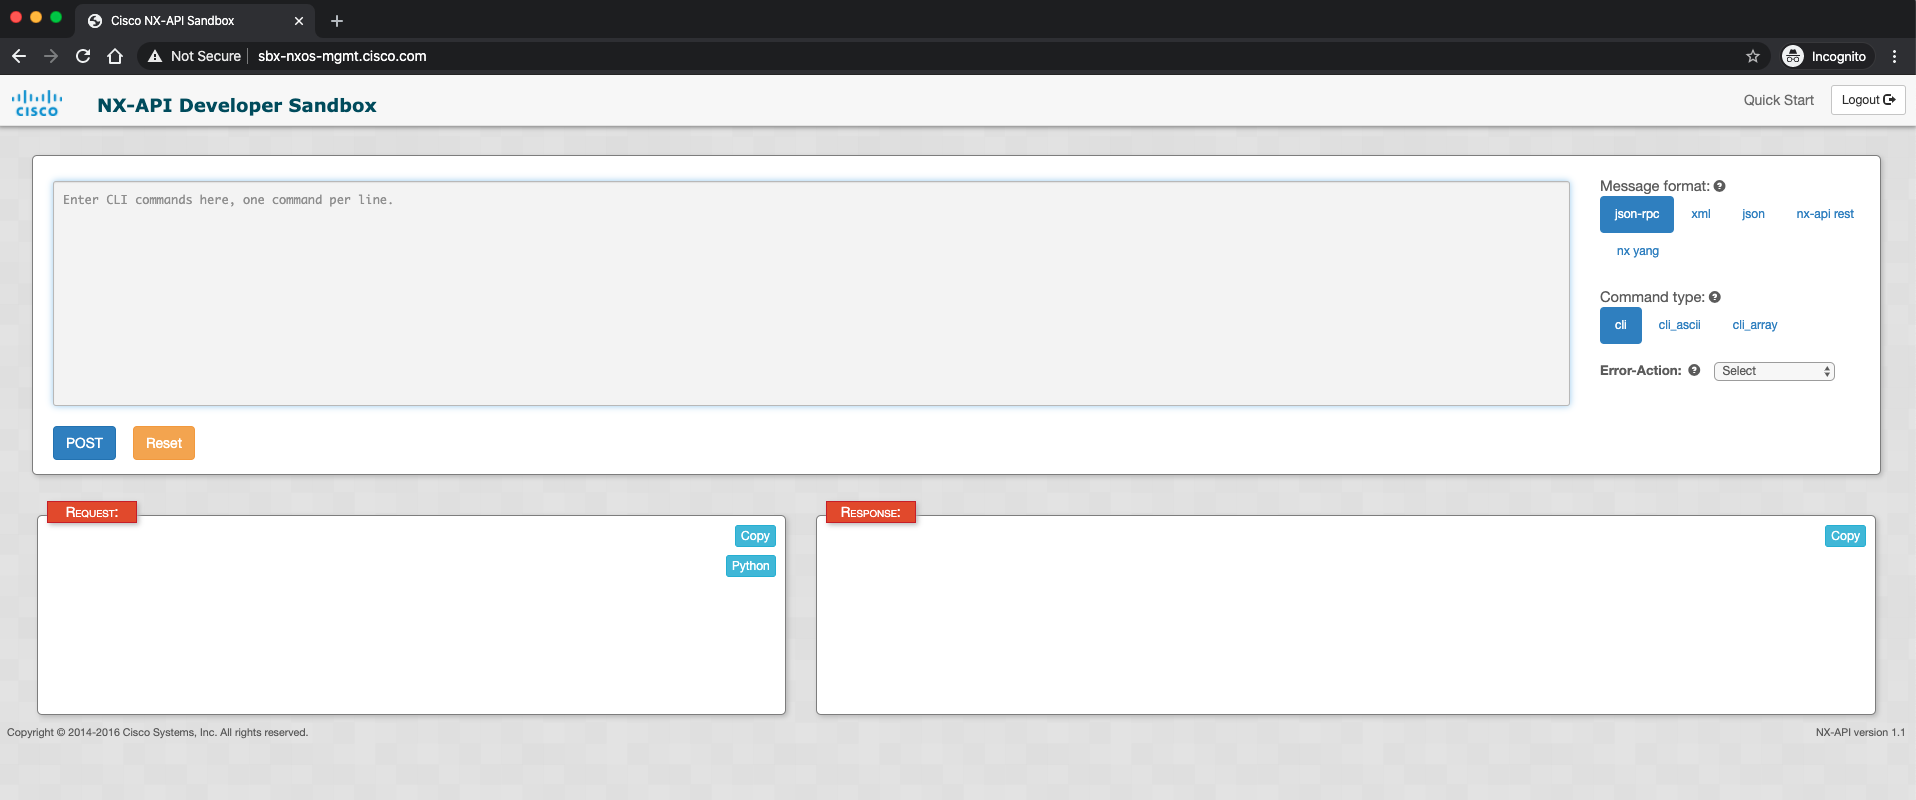 Cisco NX-API Sandbox
Not Secure sbx-nxos-mgmt.cisco.com Incognito
CISCO NX-API Developer Sandbox Quick Start Logout
Enter CLI commands here, one command per line.
Message format:
json-rpc xml json nx-api rest
nx yang
Command type:
cli cli_ascii cli_array
Error-Action: Select
POST Reset
REQUEST:
Copy
Python
RESPONSE:
Copy
Copyright © 2014-2016 Cisco Systems, Inc. All rights reserved.
NX-API version 1.1